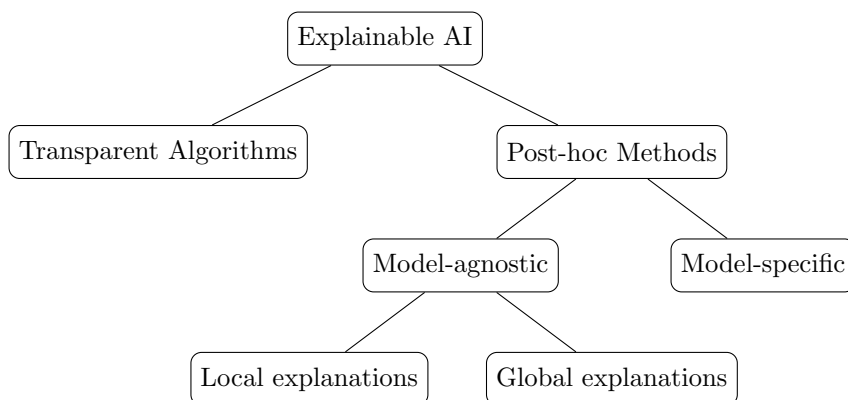 Explainable AI
Transparent Algorithms
Post-hoc Methods
Model-agnostic
Model-specific
Local explanations
Global explanations